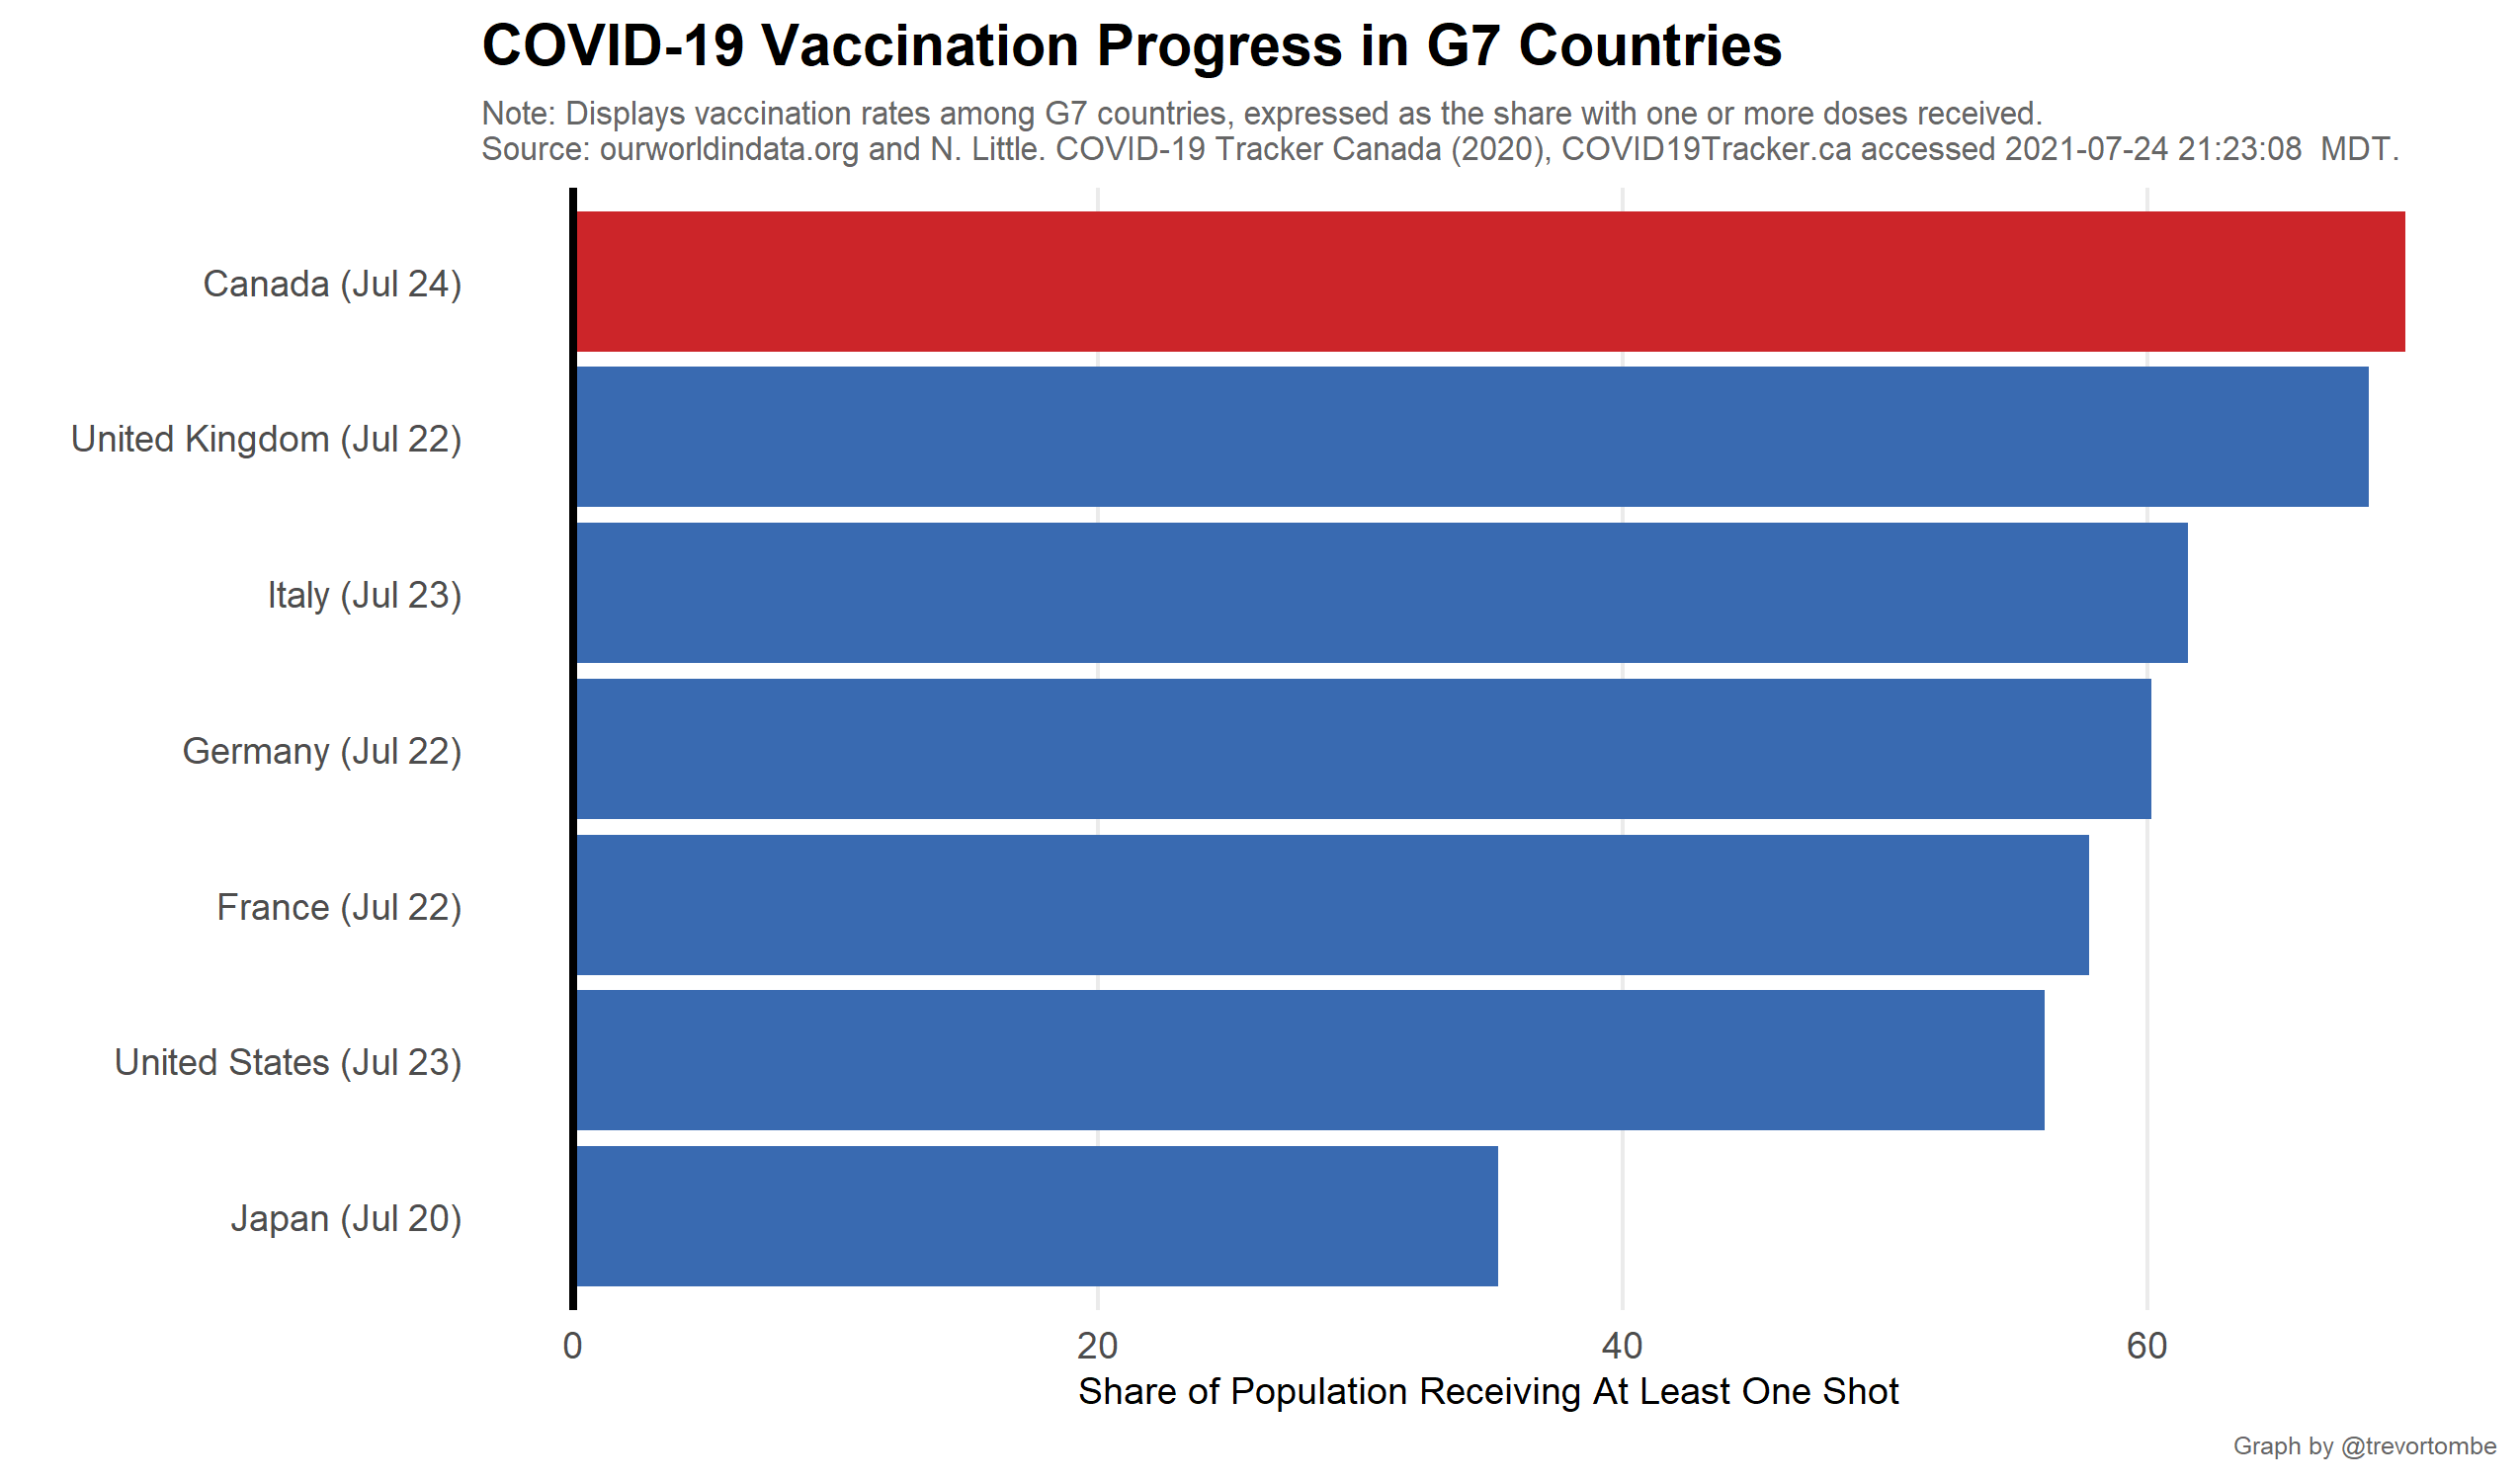 COVID-19 Vaccination Progress in G7 Countries
Note: Displays vaccination rates among G7 countries, expressed as the share with one or more doses received.
Source: ourworldindata.org and N. Little. COVID-19 Tracker Canada (2020), COVID19Tracker.ca accessed 2021-07-24 21:23:08  MDT.
Canada (Jul 24)
United Kingdom (Jul 22)
Italy (Jul 23)
Germany (Jul 22)
France (Jul 22)
United States (Jul 23)
Japan (Jul 20)
0 20 40 60
Share of Population Receiving At Least One Shot
Graph by @trevortombe